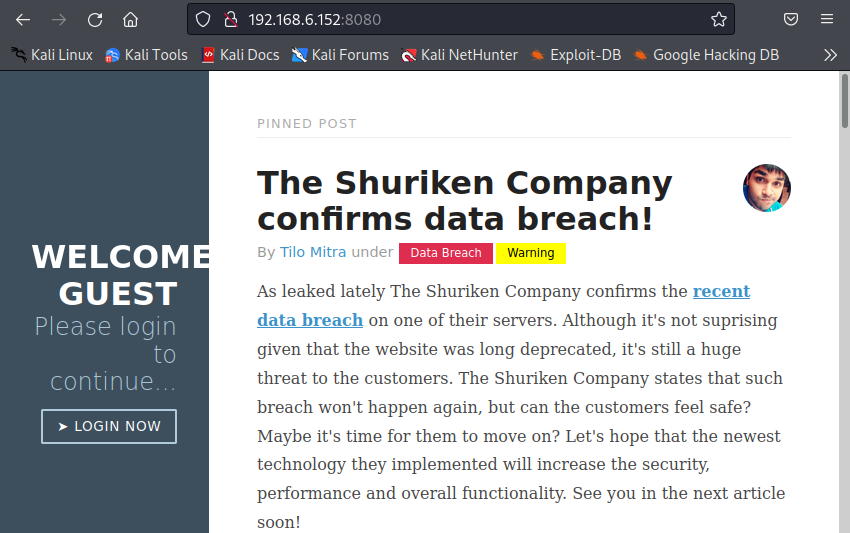 192.168.6.152:8080
Kali Linux Kali Tools Kali Docs Kali Forums Kali NetHunter Exploit-DB Google Hacking DB
WELCOME
GUEST
Please login
to
continue...
➤ LOGIN NOW
PINNED POST
The Shuriken Company
confirms data breach!
By Tilo Mitra under Data Breach Warning
As leaked lately The Shuriken Company confirms the recent
data breach on one of their servers. Although it's not suprising
given that the website was long deprecated, it's still a huge
threat to the customers. The Shuriken Company states that such
breach won't happen again, but can the customers feel safe?
Maybe it's time for them to move on? Let's hope that the newest
technology they implemented will increase the security,
performance and overall functionality. See you in the next article
soon!